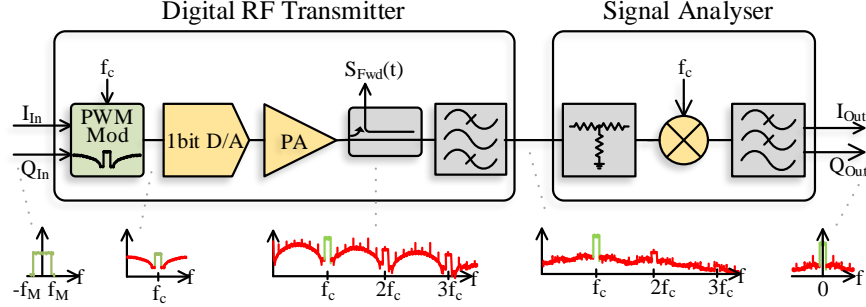 Digital RF Transmitter
Signal Analyser
f_c
S_Fwd(t)
f_c
I_In
PWM
Mod
1bit D/A
PA
I_Out
Q_In
Q_Out
-f_M f_M f
f_c f
f_c 2f_c 3f_c f
f_c 2f_c 3f_c f
0 f